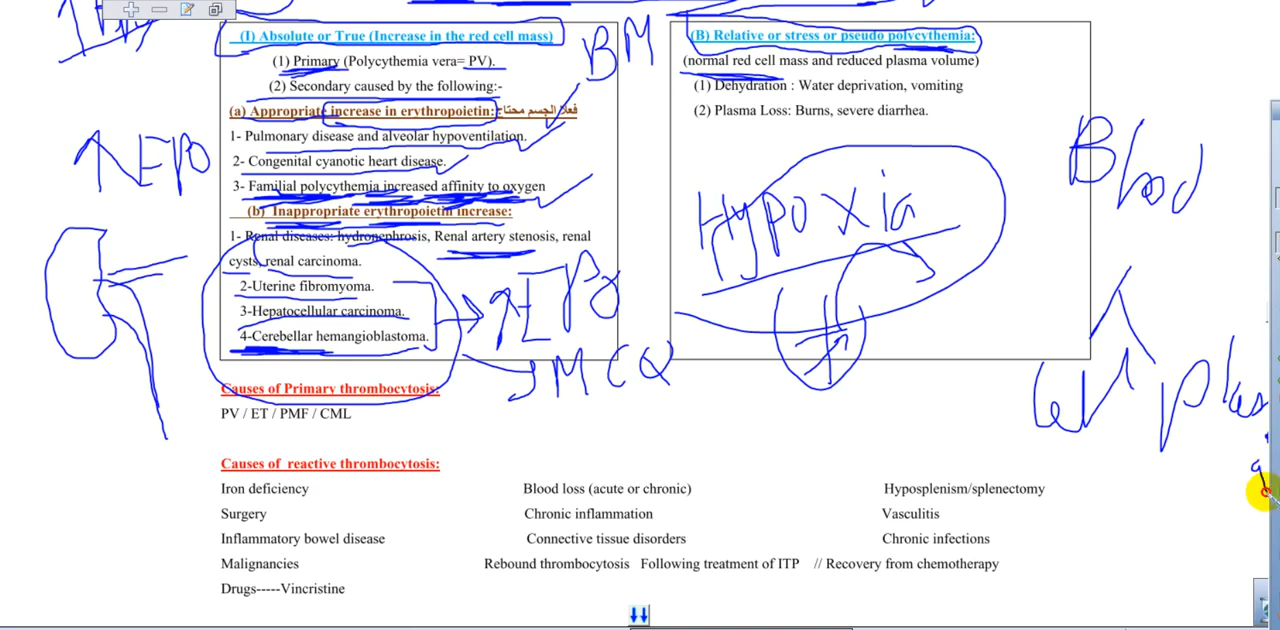 (I) Absolute or True (Increase in the red cell mass)
(1) Primary (Polycythemia vera= PV).
(2) Secondary caused by the following:-
(a) Appropriate increase in erythropoietin: فعلا الجسم محتاج
1- Pulmonary disease and alveolar hypoventilation.
2- Congenital cyanotic heart disease.
3- Familial polycythemia increased affinity to oxygen
(b) Inappropriate erythropoietin increase:
1- Renal diseases: hydronephrosis, Renal artery stenosis, renal
cysts, renal carcinoma.
2-Uterine fibromyoma.
3-Hepatocellular carcinoma.
4-Cerebellar hemangioblastoma.
(B) Relative or stress or pseudo polycythemia:
(normal red cell mass and reduced plasma volume)
(1) Dehydration : Water deprivation, vomiting
(2) Plasma Loss: Burns, severe diarrhea.
BM
↑EPO
Hypoxia
↑EPO
MCQ
Blood
Causes of Primary thrombocytosis:
PV / ET / PMF / CML
Causes of reactive thrombocytosis:
Iron deficiency Blood loss (acute or chronic) Hyposplenism/splenectomy
Surgery Chronic inflammation Vasculitis
Inflammatory bowel disease Connective tissue disorders Chronic infections
Malignancies Rebound thrombocytosis Following treatment of ITP // Recovery from chemotherapy
Drugs-----Vincristine